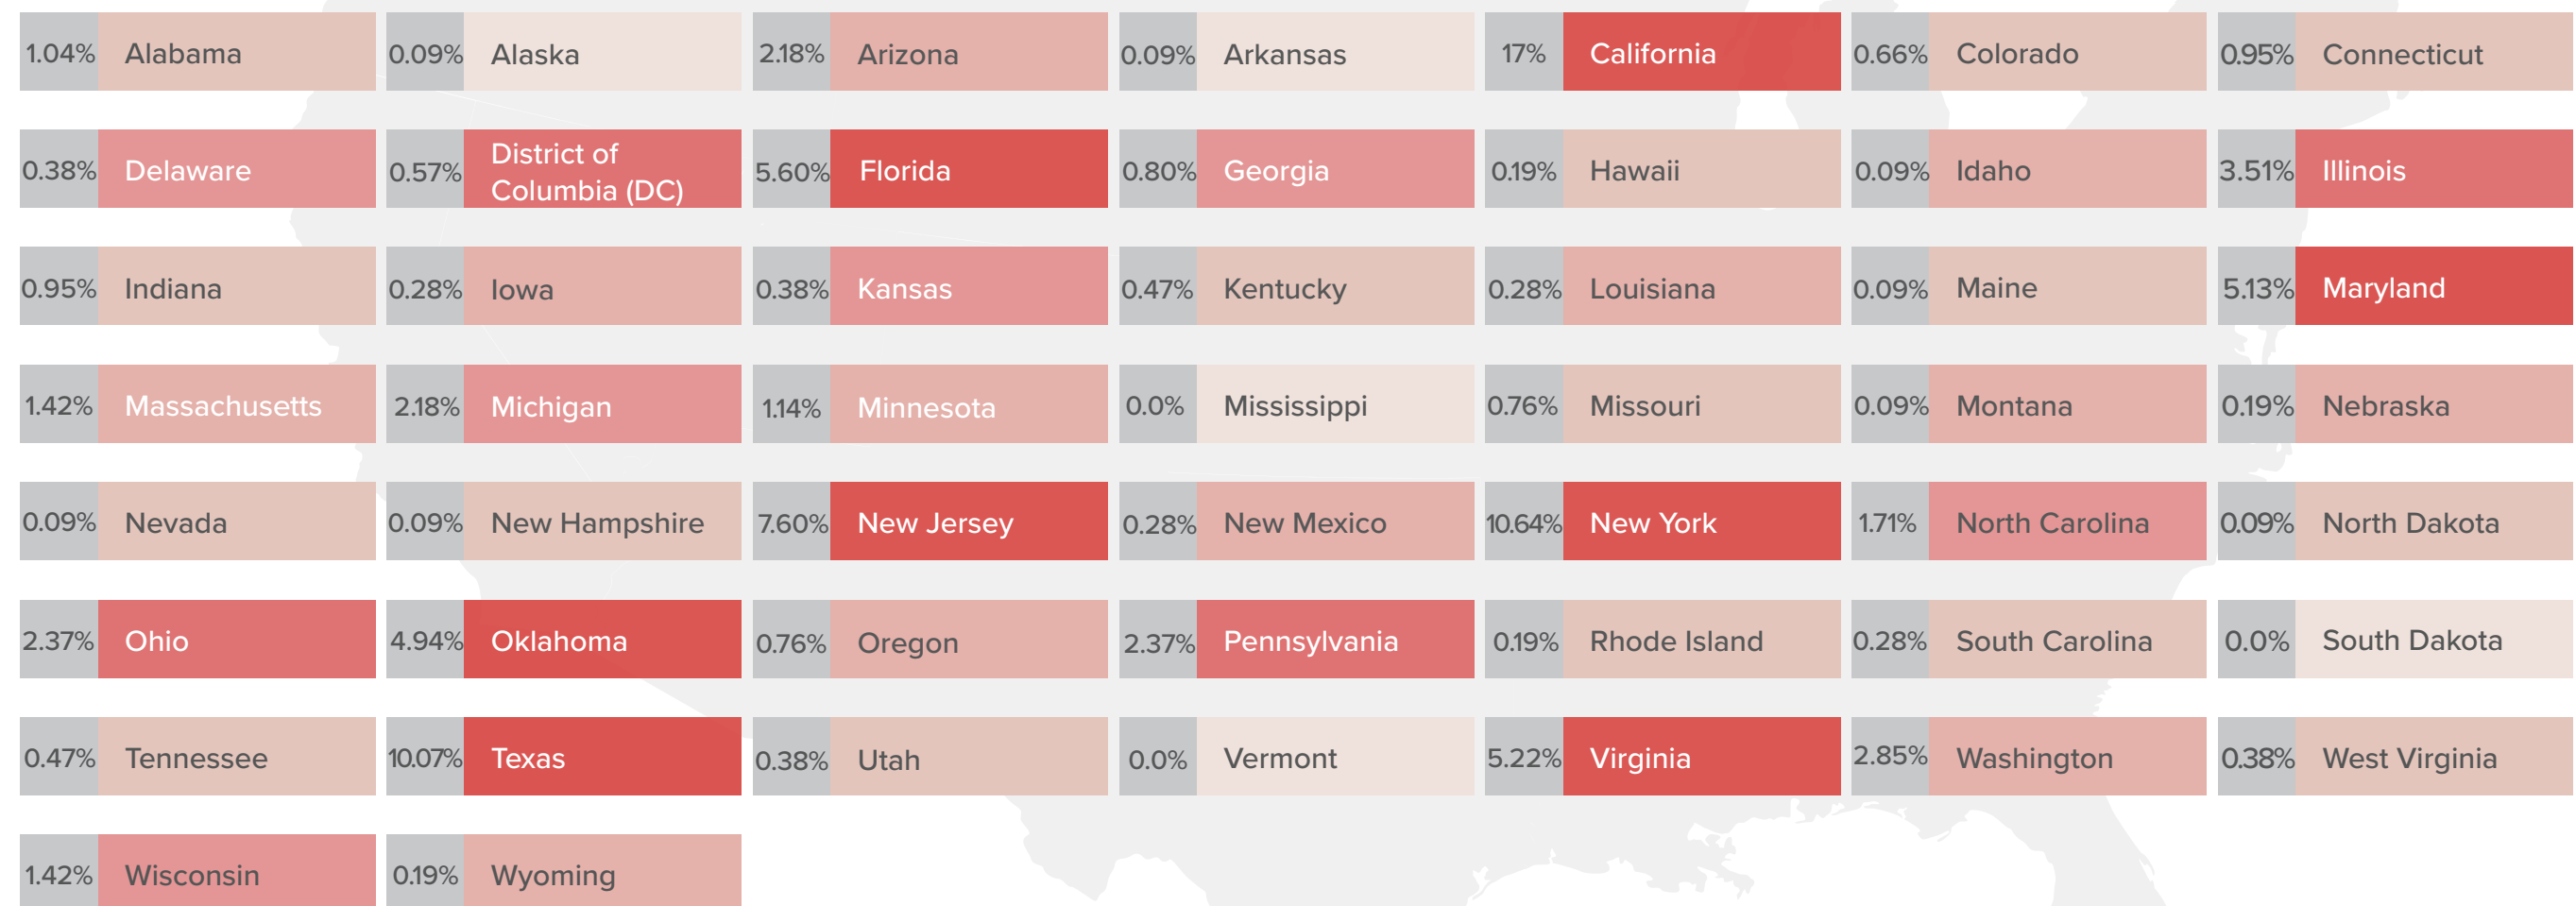 1.04% Alabama
0.09% Alaska
2.18% Arizona
0.09% Arkansas
17% California
0.66% Colorado
0.95% Connecticut
0.38% Delaware
0.57% District of
Columbia (DC)
5.60% Florida
0.80% Georgia
0.19% Hawaii
0.09% Idaho
3.51% Illinois
0.95% Indiana
0.28% Iowa
0.38% Kansas
0.47% Kentucky
0.28% Louisiana
0.09% Maine
5.13% Maryland
1.42% Massachusetts
2.18% Michigan
1.14% Minnesota
0.0% Mississippi
0.76% Missouri
0.09% Montana
0.19% Nebraska
0.09% Nevada
0.09% New Hampshire
7.60% New Jersey
0.28% New Mexico
10.64% New York
1.71% North Carolina
0.09% North Dakota
2.37% Ohio
4.94% Oklahoma
0.76% Oregon
2.37% Pennsylvania
0.19% Rhode Island
0.28% South Carolina
0.0% South Dakota
0.47% Tennessee
10.07% Texas
0.38% Utah
0.0% Vermont
5.22% Virginia
2.85% Washington
0.38% West Virginia
1.42% Wisconsin
0.19% Wyoming